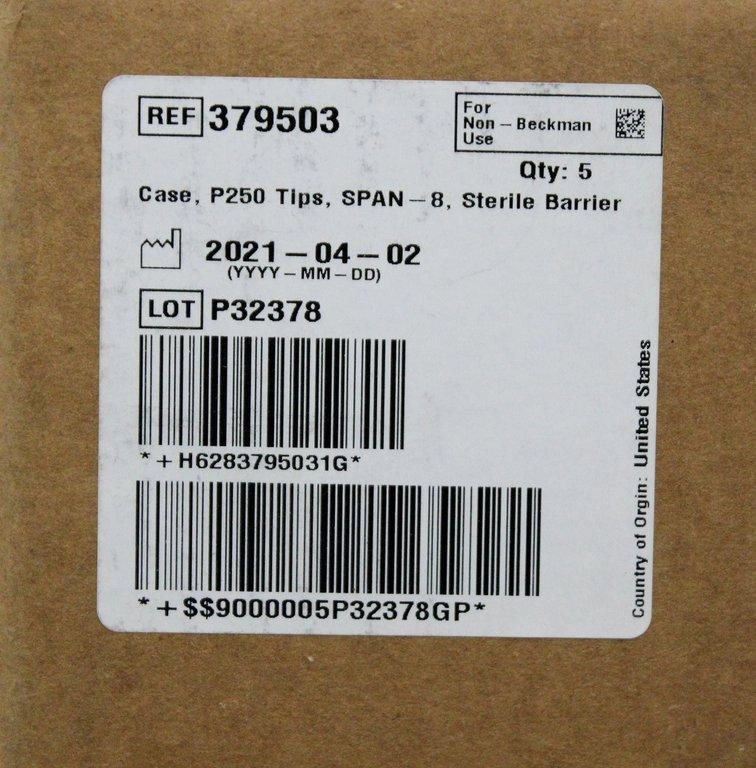 REF 379503
For
Non-Beckman
Use
Qty: 5
Case, P250 Tips, SPAN-8, Sterile Barrier
2021-04-02
(YYYY-MM-DD)
LOT P32378
*+H6283795031G*
*+$$9000005P32378GP*
Country of Orgin: United States